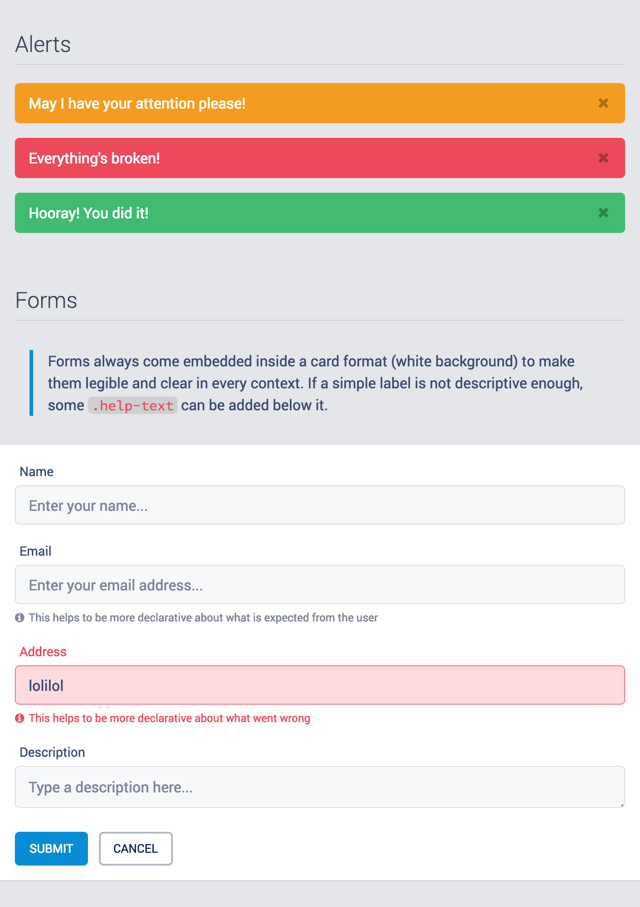 Alerts
May I have your attention please!
Everything's broken!
Hooray! You did it!
Forms
Forms always come embedded inside a card format (white background) to make
them legible and clear in every context. If a simple label is not descriptive enough,
some .help-text can be added below it.
Name
Enter your name...
Email
Enter your email address...
This helps to be more declarative about what is expected from the user
Address
lolilol
This helps to be more declarative about what went wrong
Description
Type a description here...
SUBMIT CANCEL